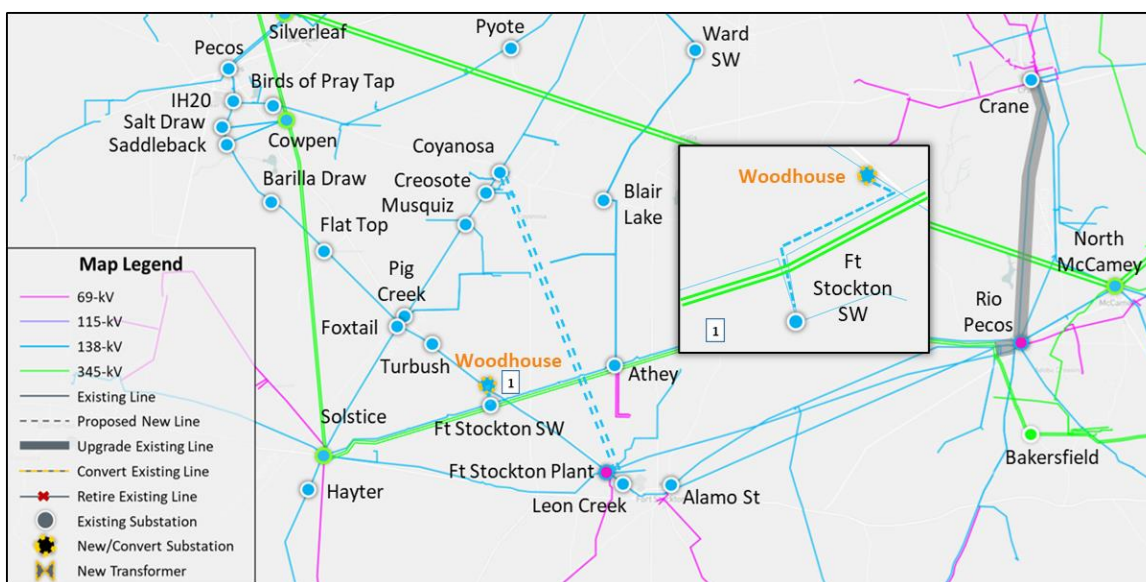 Silverleaf
Pyote
Ward
SW
Pecos
Birds of Pray Tap
IH20
Salt Draw
Saddleback
Cowpen
Crane
Coyanosa
Creosote
Musquiz
Barilla Draw
Blair
Lake
Flat Top
Pig
Creek
Foxtail
Turbush
Woodhouse
1
Solstice
Ft Stockton SW
Athey
Ft Stockton Plant
Leon Creek
Alamo St
Hayter
North
McCamey
Rio
Pecos
Bakersfield
Woodhouse
Ft
Stockton
SW
1
Map Legend
69-kV
115-kV
138-kV
345-kV
Existing Line
Proposed New Line
Upgrade Existing Line
Convert Existing Line
Retire Existing Line
Existing Substation
New/Convert Substation
New Transformer